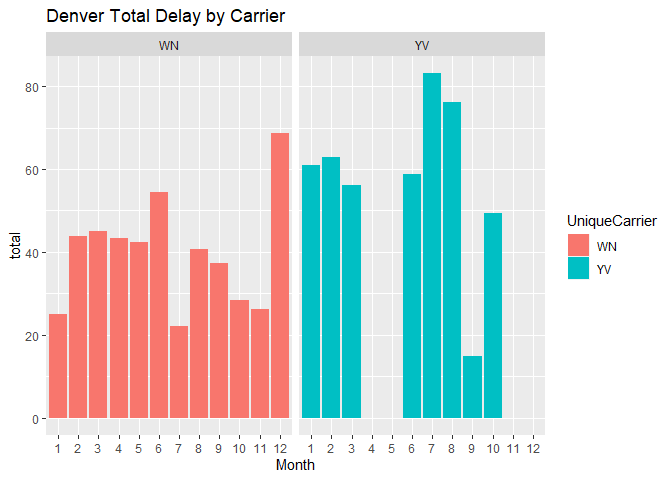 Denver Total Delay by Carrier
WN YV
80
60
40
20
0
total
1 2 3 4 5 6 7 8 9 10 11 12 1 2 3 4 5 6 7 8 9 10 11 12
Month
UniqueCarrier
WN
YV